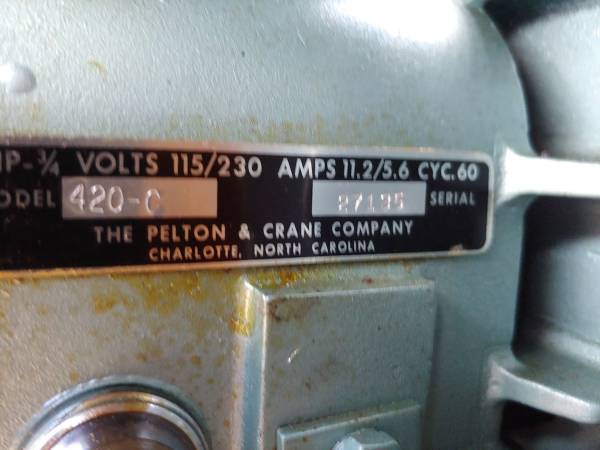 HP-¾ VOLTS 115/230 AMPS 11.2/5.6 CYC.60
MODEL 420-C 27195 SERIAL
THE PELTON & CRANE COMPANY
CHARLOTTE, NORTH CAROLINA